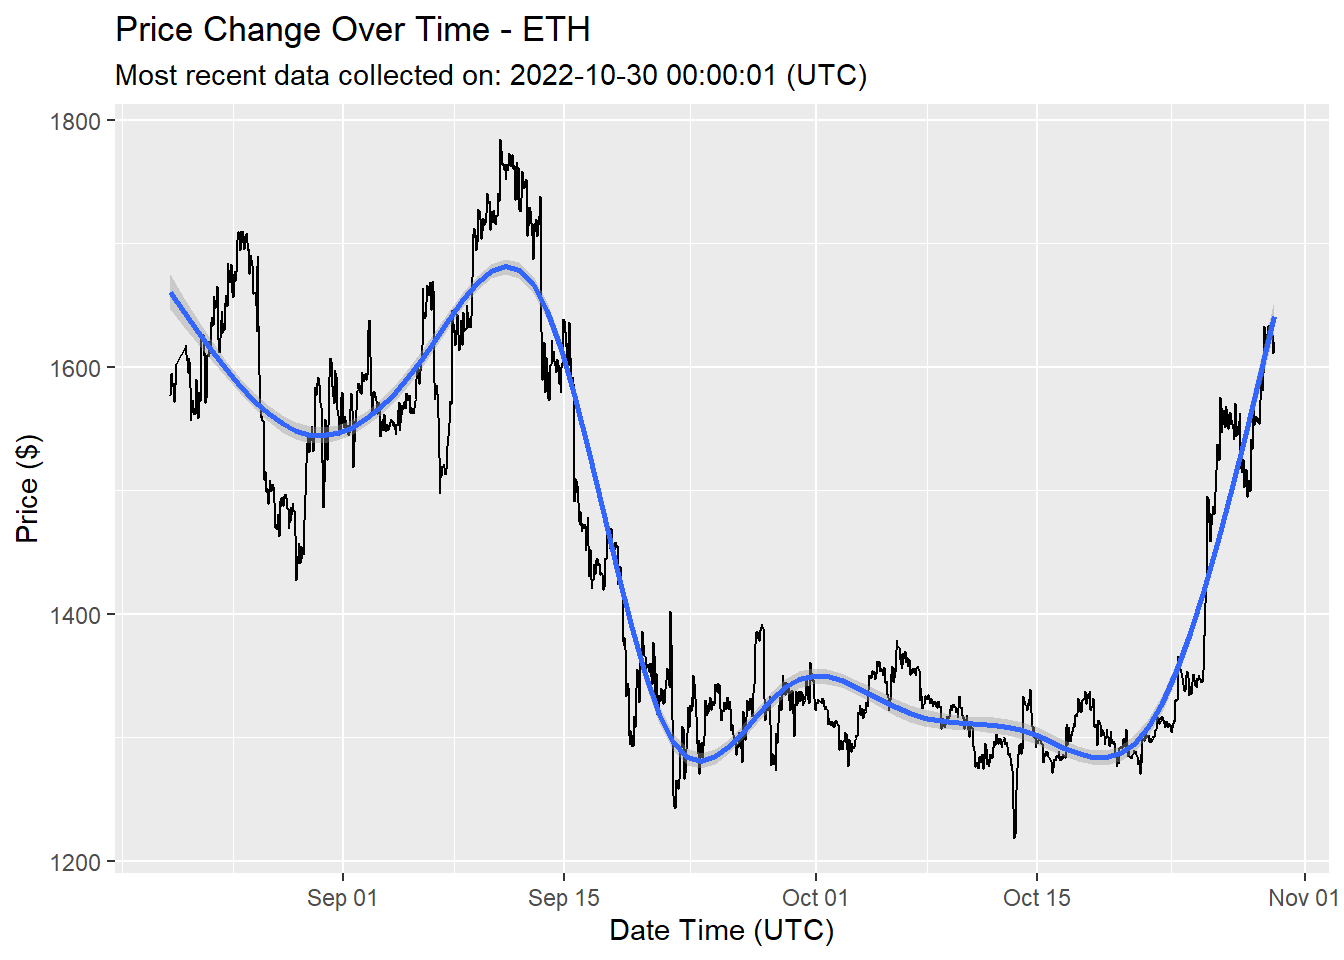 Price Change Over Time - ETH
Most recent data collected on: 2022-10-30 00:00:01 (UTC)
Price ($)
1800
1600
1400
1200
Sep 01
Sep 15
Oct 01
Oct 15
Nov 01
Date Time (UTC)